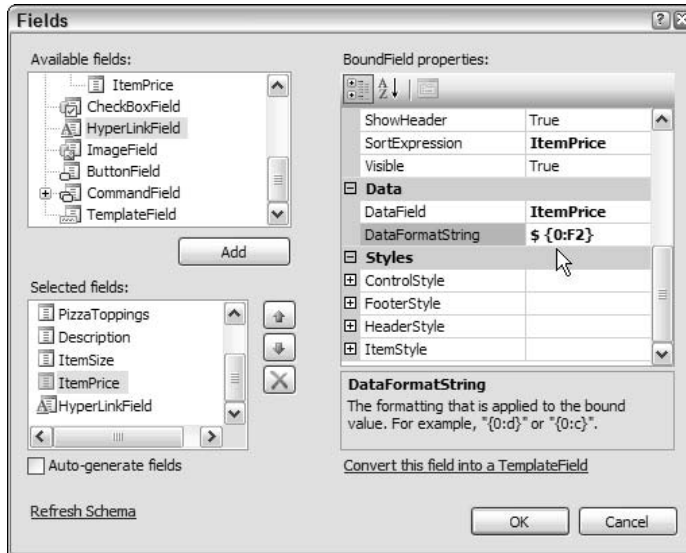 Fields
Available fields:
ItemPrice
CheckBoxField
HyperLinkField
ImageField
ButtonField
CommandField
TemplateField
Add
Selected fields:
PizzaToppings
Description
ItemSize
ItemPrice
HyperLinkField
Auto-generate fields
Refresh Schema
BoundField properties:
ShowHeader True
SortExpression ItemPrice
Visible True
Data
DataField ItemPrice
DataFormatString $ {0:F2}
Styles
ControlStyle
FooterStyle
HeaderStyle
ItemStyle
DataFormatString
The formatting that is applied to the bound
value. For example, "{0:d}" or "{0:c}".
Convert this field into a TemplateField
OK Cancel